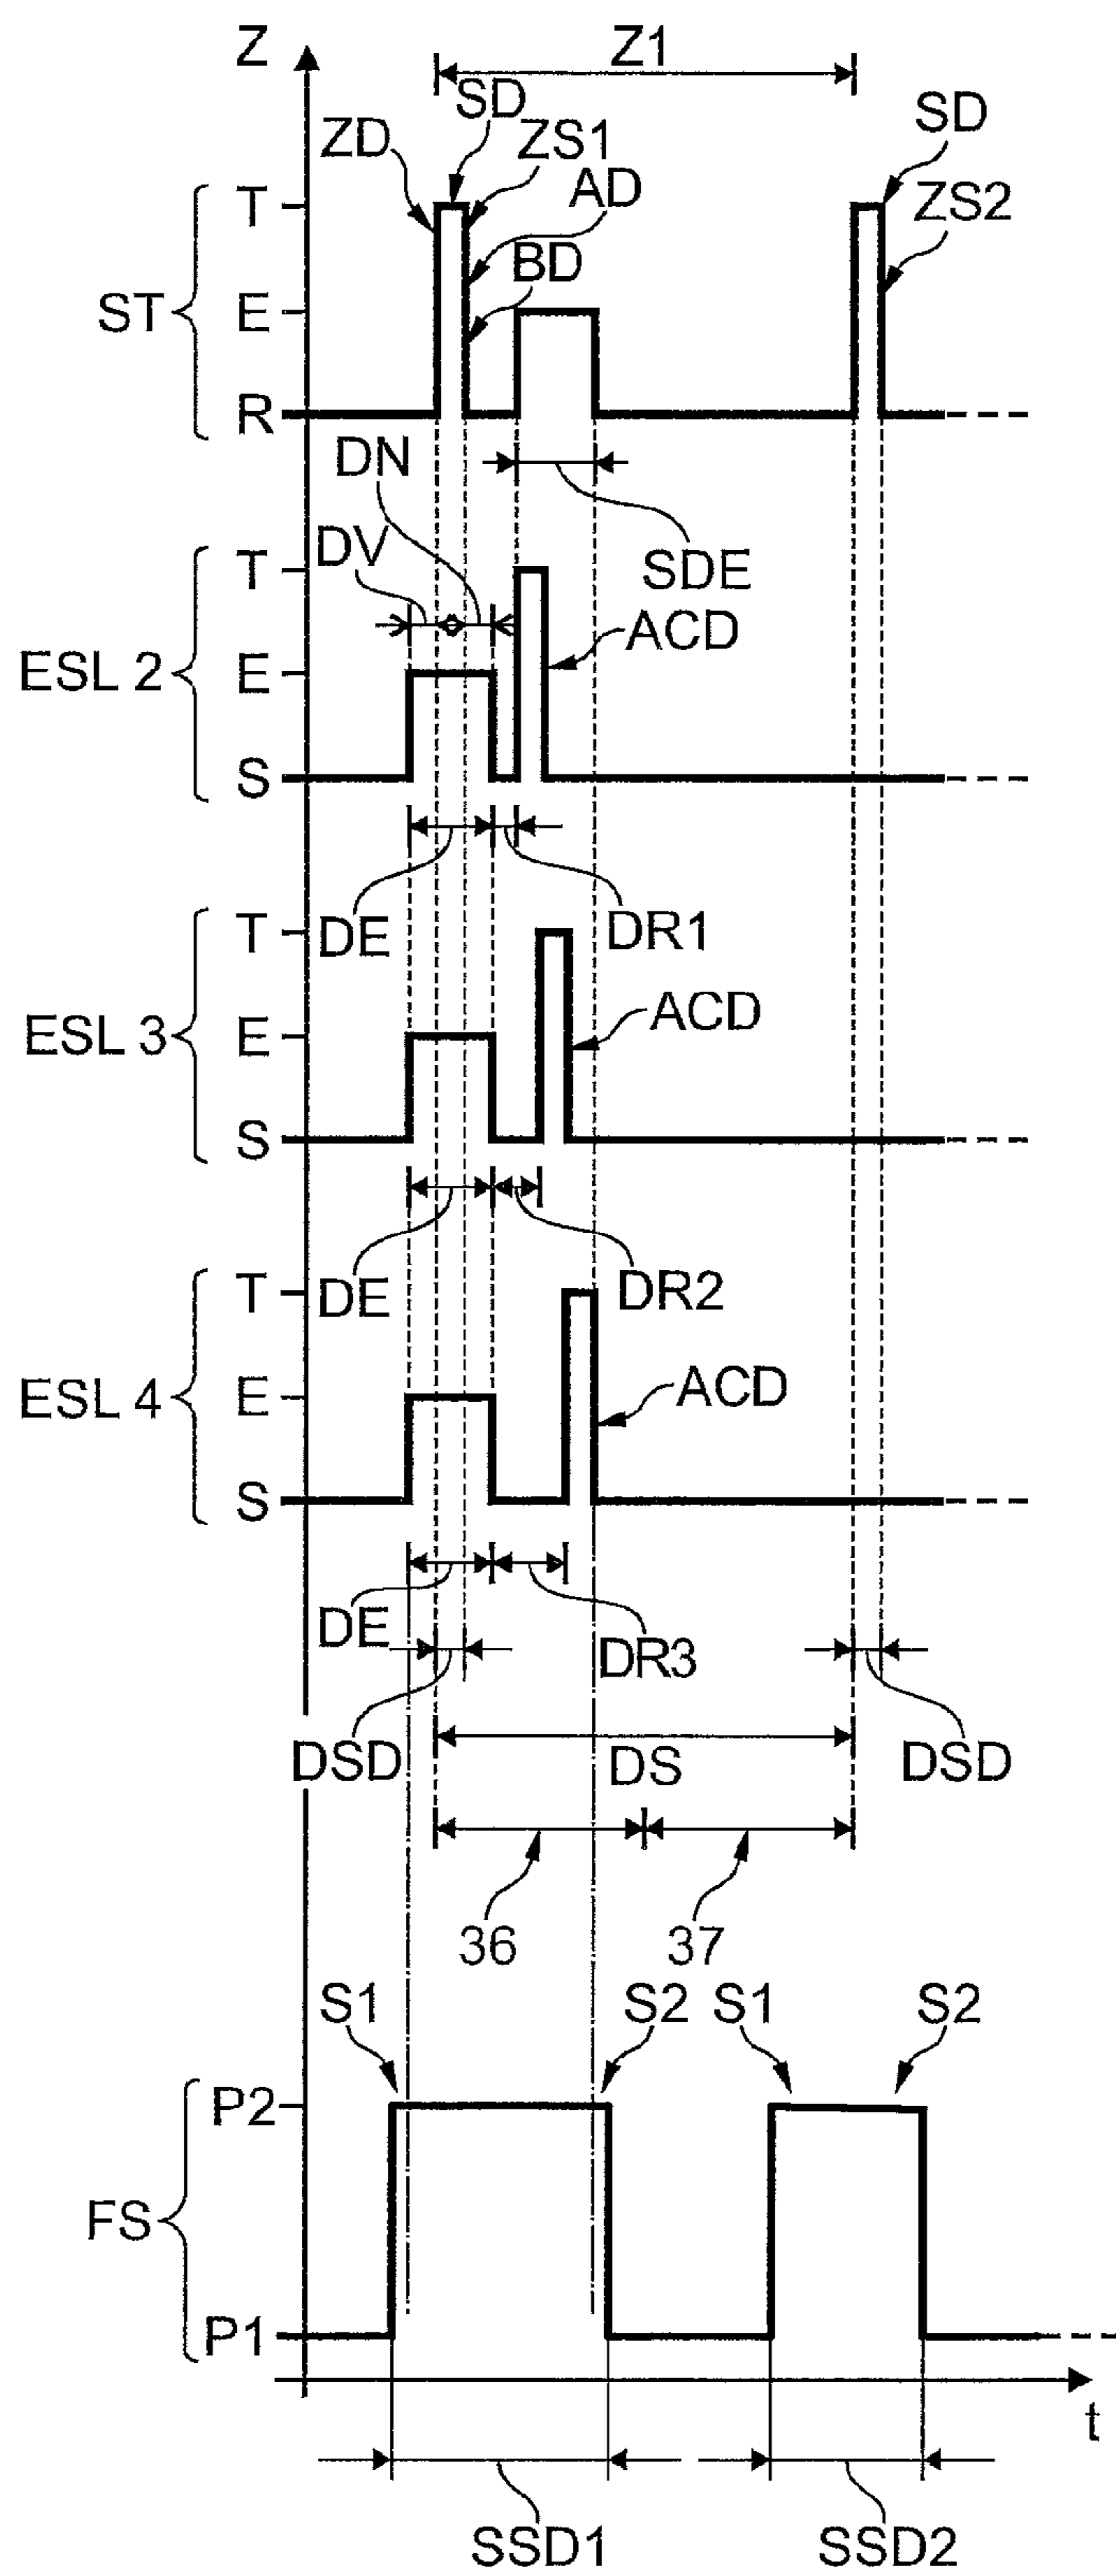 Z
Z1
SD
SD
ZD
ZS1
AD
T
ZS2
BD
ST
E
R
DN
DV
T
SDE
ACD
ESL 2
E
S
DE
DR1
T
ACD
ESL 3
E
S
DE
DR2
T
ACD
ESL 4
E
S
DE
DR3
DSD
DS
DSD
36
37
S1
S2
S1
S2
P2
FS
P1
t
SSD1
SSD2